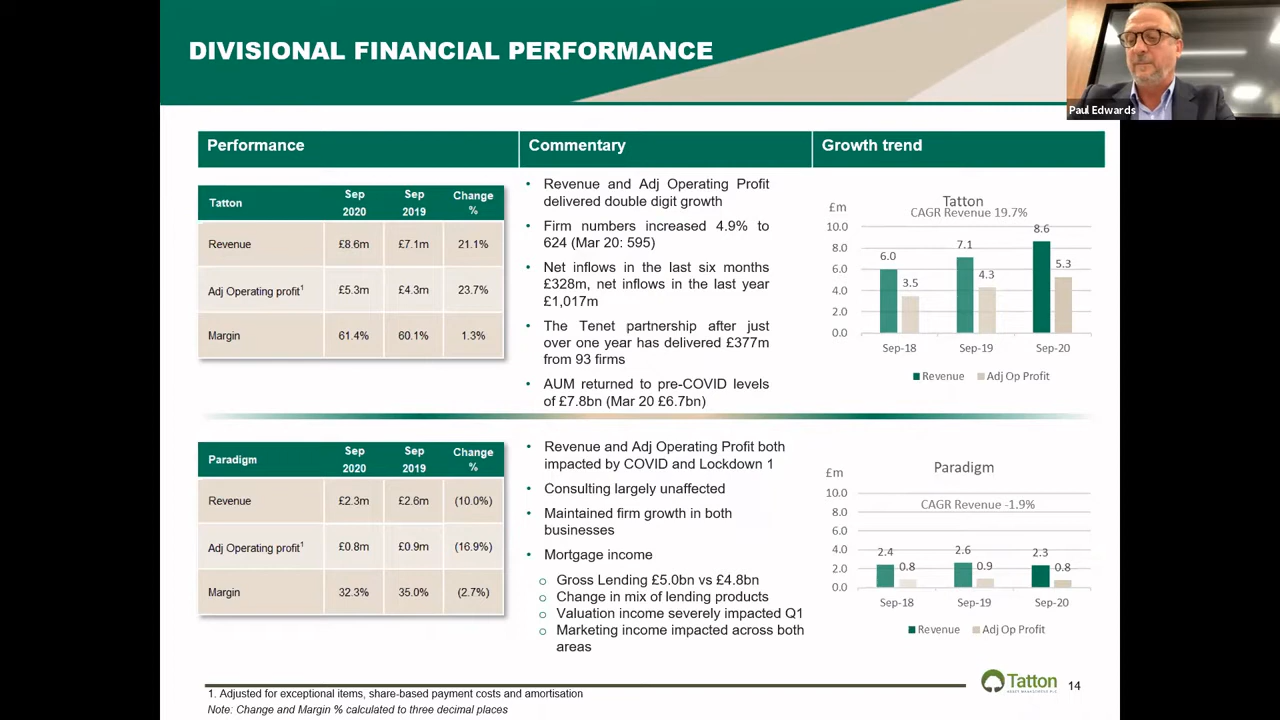 DIVISIONAL FINANCIAL PERFORMANCE
Paul Edwards
Performance
Commentary
Growth trend
Tatton
Sep 2020
Sep 2019
Change %
Revenue £8.6m £7.1m 21.1%
Adj Operating profit1 £5.3m £4.3m 23.7%
Margin 61.4% 60.1% 1.3%
• Revenue and Adj Operating Profit
delivered double digit growth
• Firm numbers increased 4.9% to
624 (Mar 20: 595)
• Net inflows in the last six months
£328m, net inflows in the last year
£1,017m
• The Tenet partnership after just
over one year has delivered £377m
from 93 firms
• AUM returned to pre-COVID levels
of £7.8bn (Mar 20 £6.7bn)
Tatton
£m
CAGR Revenue 19.7%
10.0
8.0
6.0
4.0
2.0
0.0
6.0
3.5
7.1
4.3
8.6
5.3
Sep-18 Sep-19 Sep-20
Revenue Adj Op Profit
Paradigm
Sep 2020
Sep 2019
Change %
Revenue £2.3m £2.6m (10.0%)
Adj Operating profit1 £0.8m £0.9m (16.9%)
Margin 32.3% 35.0% (2.7%)
• Revenue and Adj Operating Profit both
impacted by COVID and Lockdown 1
• Consulting largely unaffected
• Maintained firm growth in both
businesses
• Mortgage income
o Gross Lending £5.0bn vs £4.8bn
o Change in mix of lending products
o Valuation income severely impacted Q1
o Marketing income impacted across both
areas
Paradigm
£m
CAGR Revenue -1.9%
10.0
8.0
6.0
4.0
2.0
0.0
2.4
0.8
2.6
0.9
2.3
0.8
Sep-18 Sep-19 Sep-20
Revenue Adj Op Profit
1. Adjusted for exceptional items, share-based payment costs and amortisation
Note: Change and Margin % calculated to three decimal places
Tatton
ASSET MANAGEMENT PLC
14